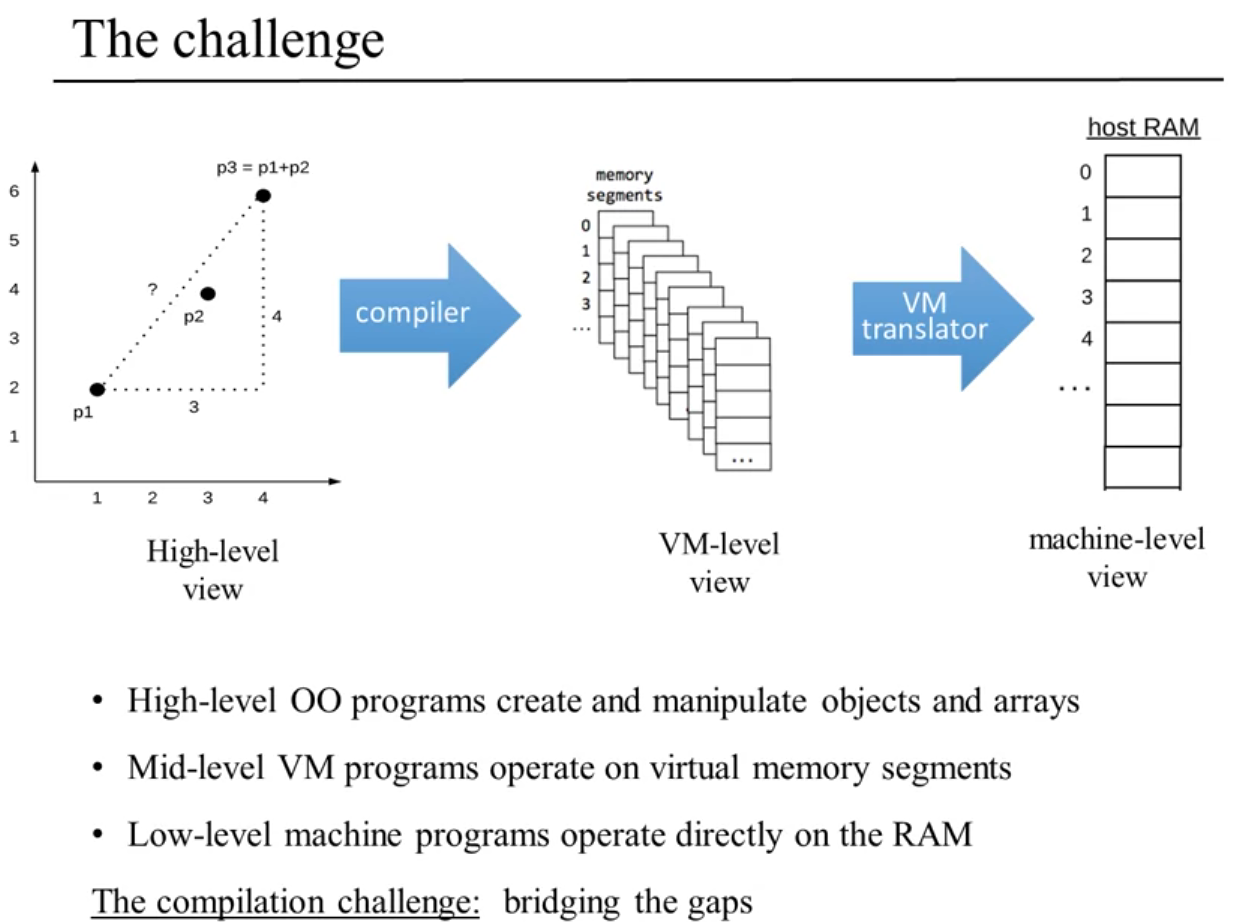 The challenge
host RAM
p3 = p1+p2
6
5
4
3
2
1
?
p2
4
p1
3
1 2 3 4
compiler
memory
segments
0
1
2
3
...
...
VM
translator
0
1
2
3
4
...
High-level
view
VM-level
view
machine-level
view
• High-level OO programs create and manipulate objects and arrays
• Mid-level VM programs operate on virtual memory segments
• Low-level machine programs operate directly on the RAM
The compilation challenge: bridging the gaps